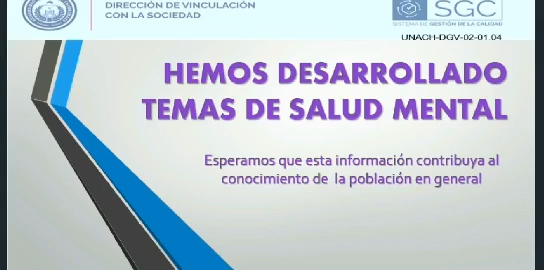 DIRECCIÓN DE VINCULACIÓN
CON LA SOCIEDAD
SGC
SISTEMA DE GESTIÓN DE LA CALIDAD
UNACH-DGV-02-01.04
HEMOS DESARROLLADO
TEMAS DE SALUD MENTAL
Esperamos que esta información contribuya al
conocimiento de la población en general